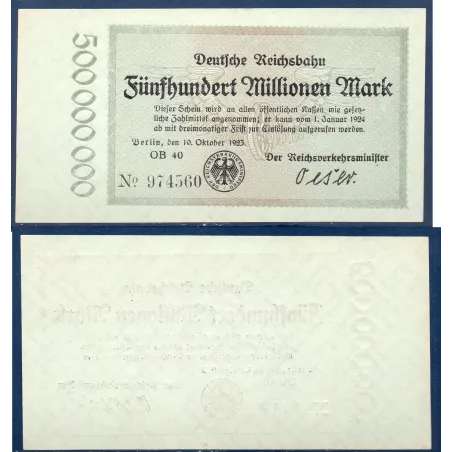 500000000
Deutsche Reichsbahn
Fünfhundert Millionen Mark
Dieser Schein wird an allen öffentlichen Kassen wie gesetz-
liche Zahlmittel angenommen; er kann vom 1. Januar 1924
ab mit dreimonatiger Frist zur Einlösung aufgerufen werden.
Berlin, den 10. Oktober 1923.
OB 40
Der Reichsverkehrsminister
No 974560
Oeser.